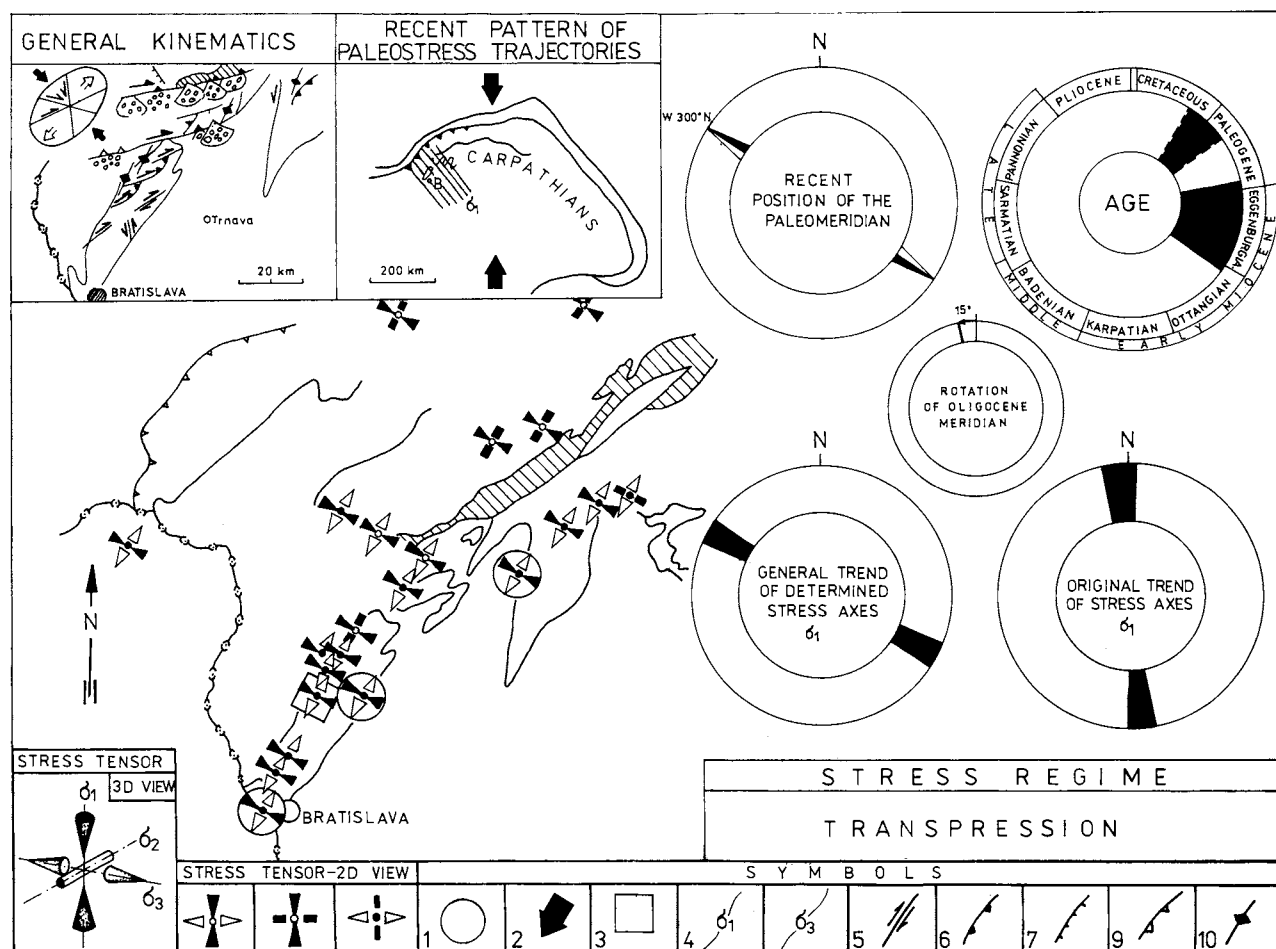 GENERAL KINEMATICS
OTrnava
20 km
BRATISLAVA
RECENT PATTERN OF
PALEOSTRESS TRAJECTORIES
CARPATHIANS
B
σ1
200 km
N
W 300°N
RECENT
POSITION OF THE
PALEOMERIDIAN
AGE
PLIOCENE
CRETACEOUS
PALEOGENE
EGGENBURGIA
OTTANGIAN
KARPATIAN
BADENIAN
SARMATIAN
PANNONIAN
LATE
MIDDLE
EARLY MIOCENE
15°
ROTATION
OF OLIGOCENE
MERIDIAN
N
GENERAL TREND
OF DETERMINED
STRESS AXES
σ1
N
ORIGINAL TREND
OF STRESS AXES
σ1
N
BRATISLAVA
STRESS TENSOR
3D VIEW
σ1
σ2
σ3
STRESS REGIME
TRANSPRESSION
STRESS TENSOR-2D VIEW
SYMBOLS
1
2
3
4 σ1
σ3
5
6
7
9
10